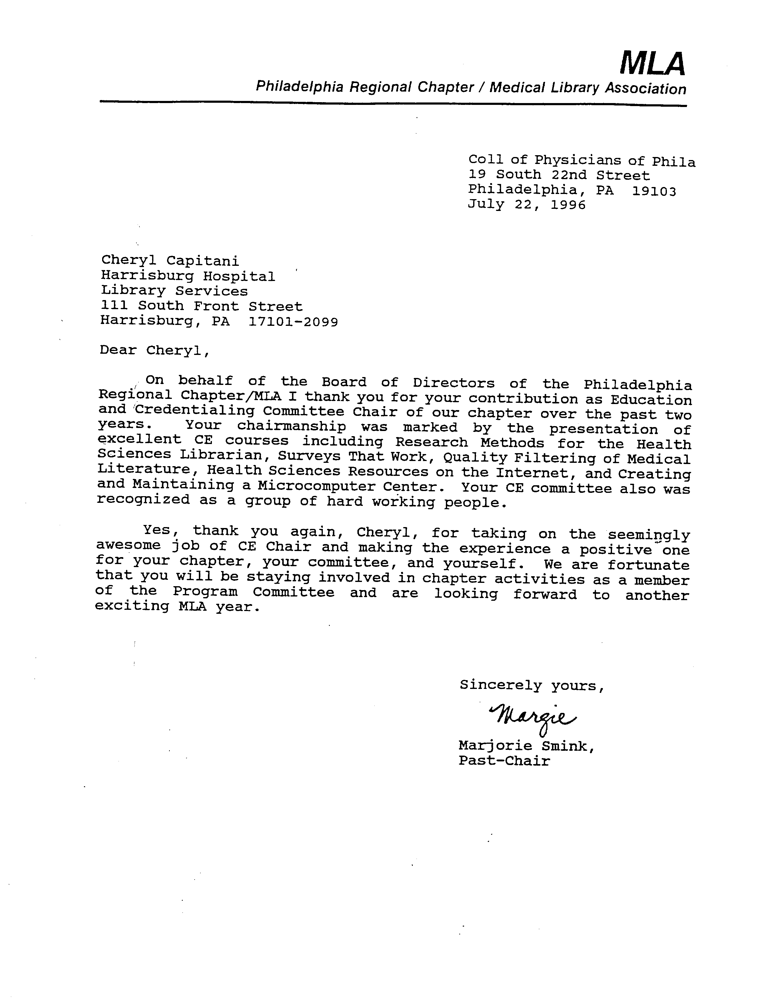 MLA
Philadelphia Regional Chapter / Medical Library Association
Coll of Physicians of Phila
19 South 22nd Street
Philadelphia, PA 19103
July 22, 1996
Cheryl Capitani
Harrisburg Hospital
Library Services
111 South Front Street
Harrisburg, PA 17101-2099
Dear Cheryl,
On behalf of the Board of Directors of the Philadelphia
Regional Chapter/MLA I thank you for your contribution as Education
and Credentialing Committee Chair of our chapter over the past two
years. Your chairmanship was marked by the presentation of
excellent CE courses including Research Methods for the Health
Sciences Librarian, Surveys That Work, Quality Filtering of Medical
Literature, Health Sciences Resources on the Internet, and Creating
and Maintaining a Microcomputer Center. Your CE committee also was
recognized as a group of hard working people.
Yes, thank you again, Cheryl, for taking on the seemingly
awesome job of CE Chair and making the experience a positive one
for your chapter, your committee, and yourself. We are fortunate
that you will be staying involved in chapter activities as a member
of the Program Committee and are looking forward to another
exciting MLA year.
Sincerely yours,
Margie
Marjorie Smink,
Past-Chair